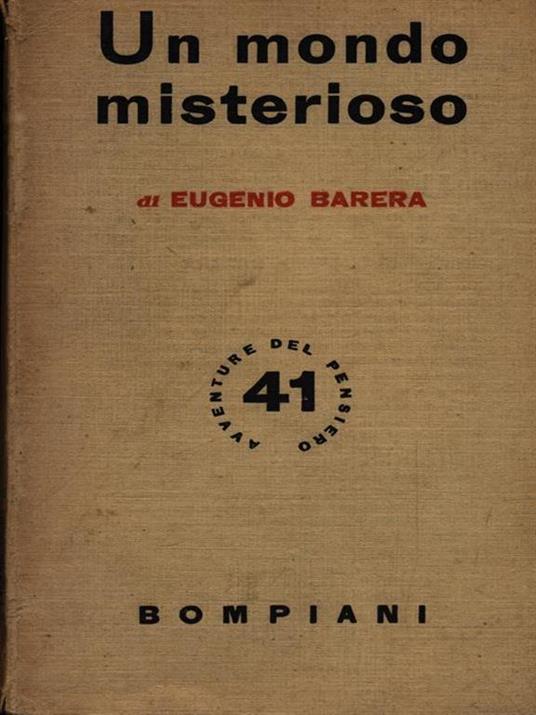 Un mondo
misterioso
di EUGENIO BARERA
AVVENTURE DEL PENSIERO
41
BOMPIANI